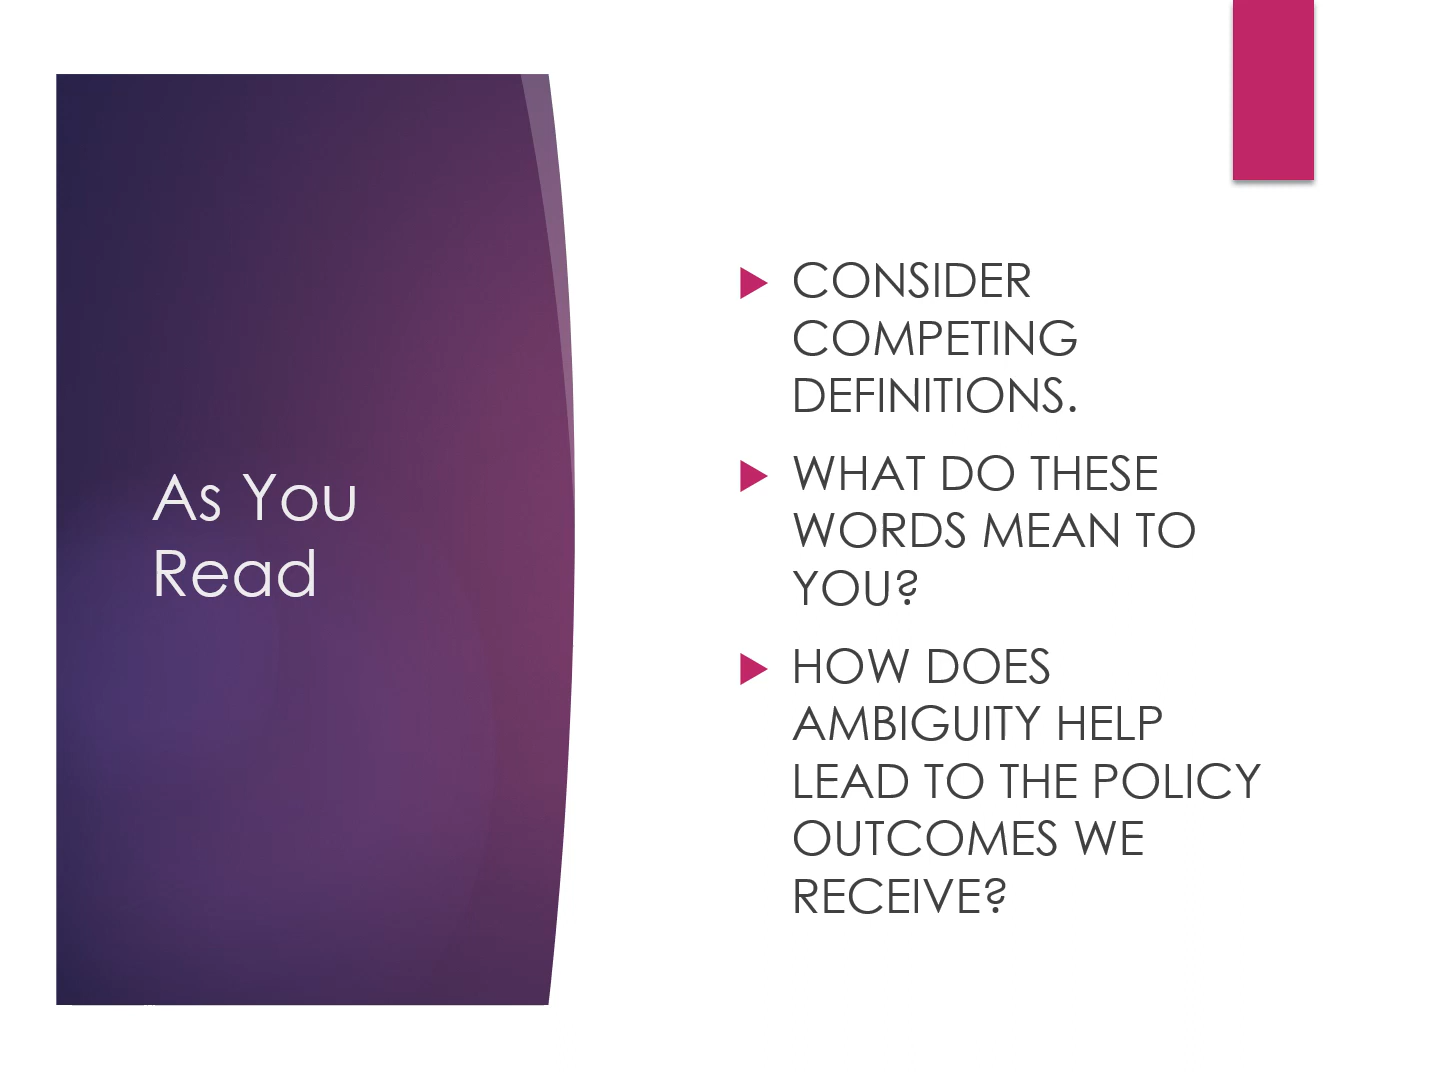 As You
Read
CONSIDER
COMPETING
DEFINITIONS.
WHAT DO THESE
WORDS MEAN TO
YOU?
HOW DOES
AMBIGUITY HELP
LEAD TO THE POLICY
OUTCOMES WE
RECEIVE?